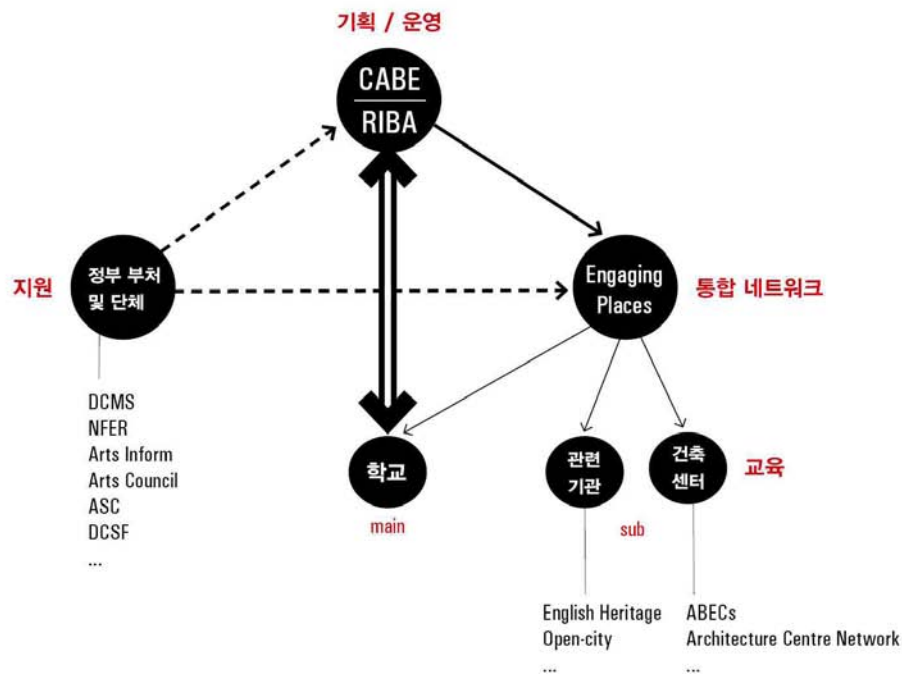 기획 / 운영
CABE
RIBA
지원
정부 부처
및 단체
Engaging
Places
통합 네트워크
DCMS
NFER
Arts Inform
Arts Council
ASC
DCSF
...
학교
main
관련
기관
건축
센터
교육
sub
English Heritage
Open-city
...
ABECs
Architecture Centre Network
...